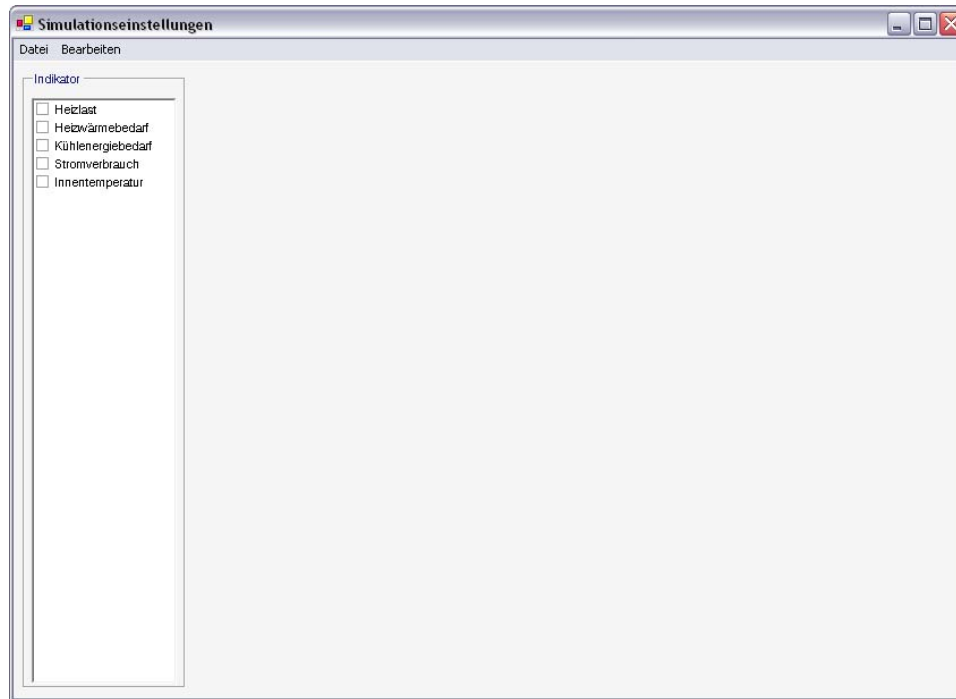 Simulationseinstellungen
Datei Bearbeiten
Indikator
Heizlast
Heizwärmebedarf
Kühlenergiebedarf
Stromverbrauch
Innentemperatur